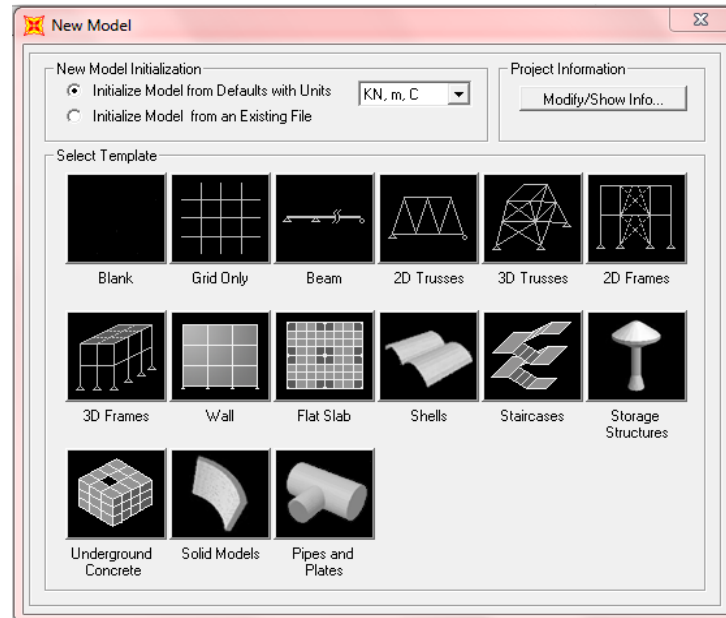 New Model
New Model Initialization
Initialize Model from Defaults with Units
KN, m, C
Initialize Model from an Existing File
Project Information
Modify/Show Info...
Select Template
Blank
Grid Only
Beam
2D Trusses
3D Trusses
2D Frames
3D Frames
Wall
Flat Slab
Shells
Staircases
Storage
Structures
Underground
Concrete
Solid Models
Pipes and
Plates